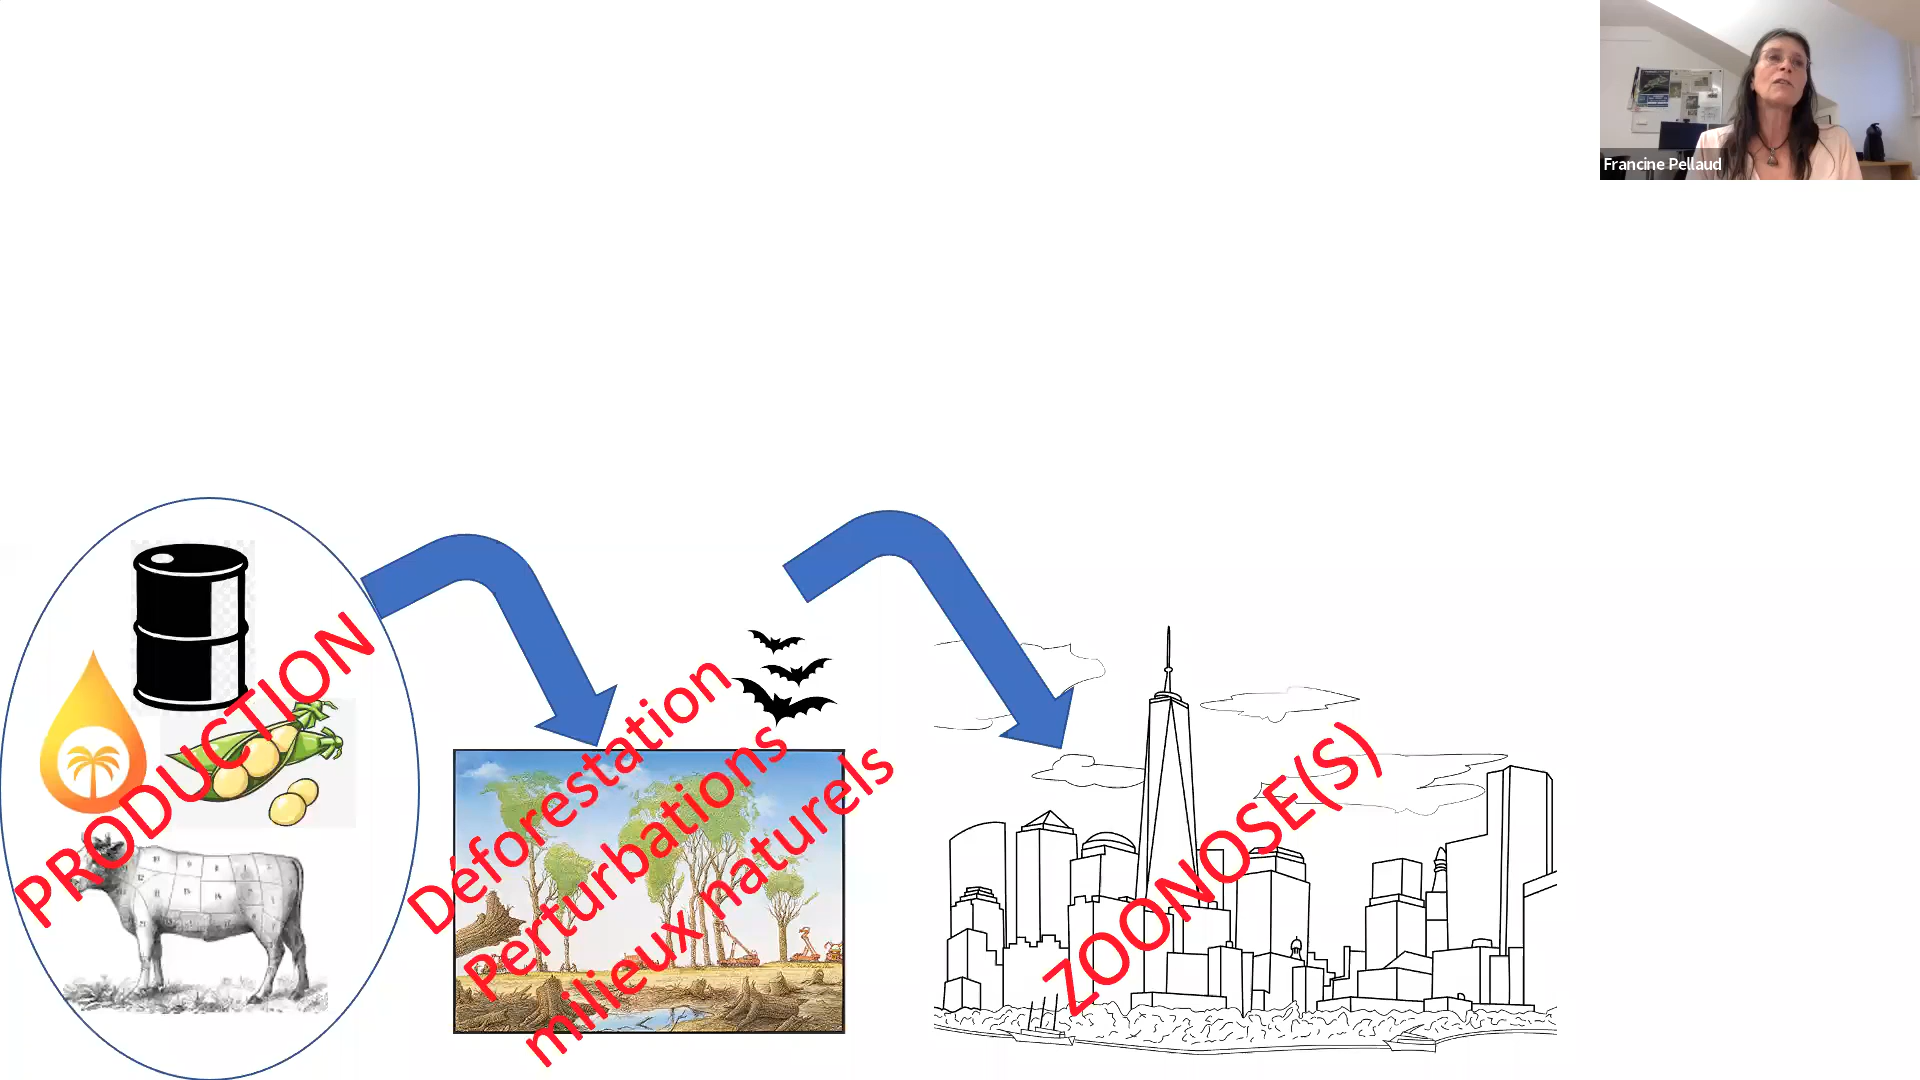 Francine Pellaud
PRODUCTION
Déforestation
Perturbations
milieux naturels
ZOONOSE(S)